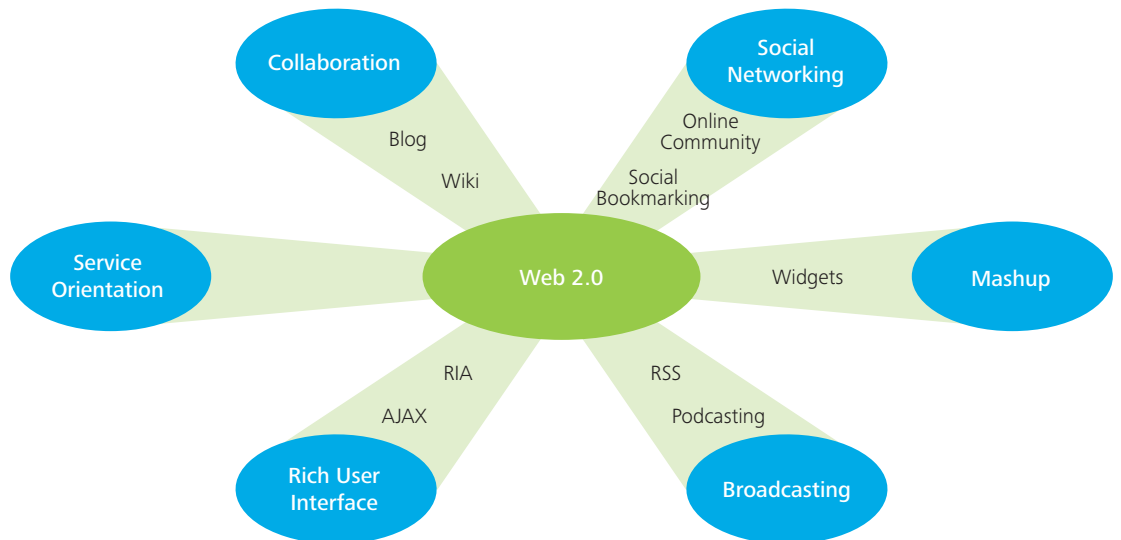 Collaboration
Social
Networking
Blog
Wiki
Online
Community
Social
Bookmarking
Service
Orientation
Web 2.0
Widgets
Mashup
RIA
AJAX
RSS
Podcasting
Rich User
Interface
Broadcasting